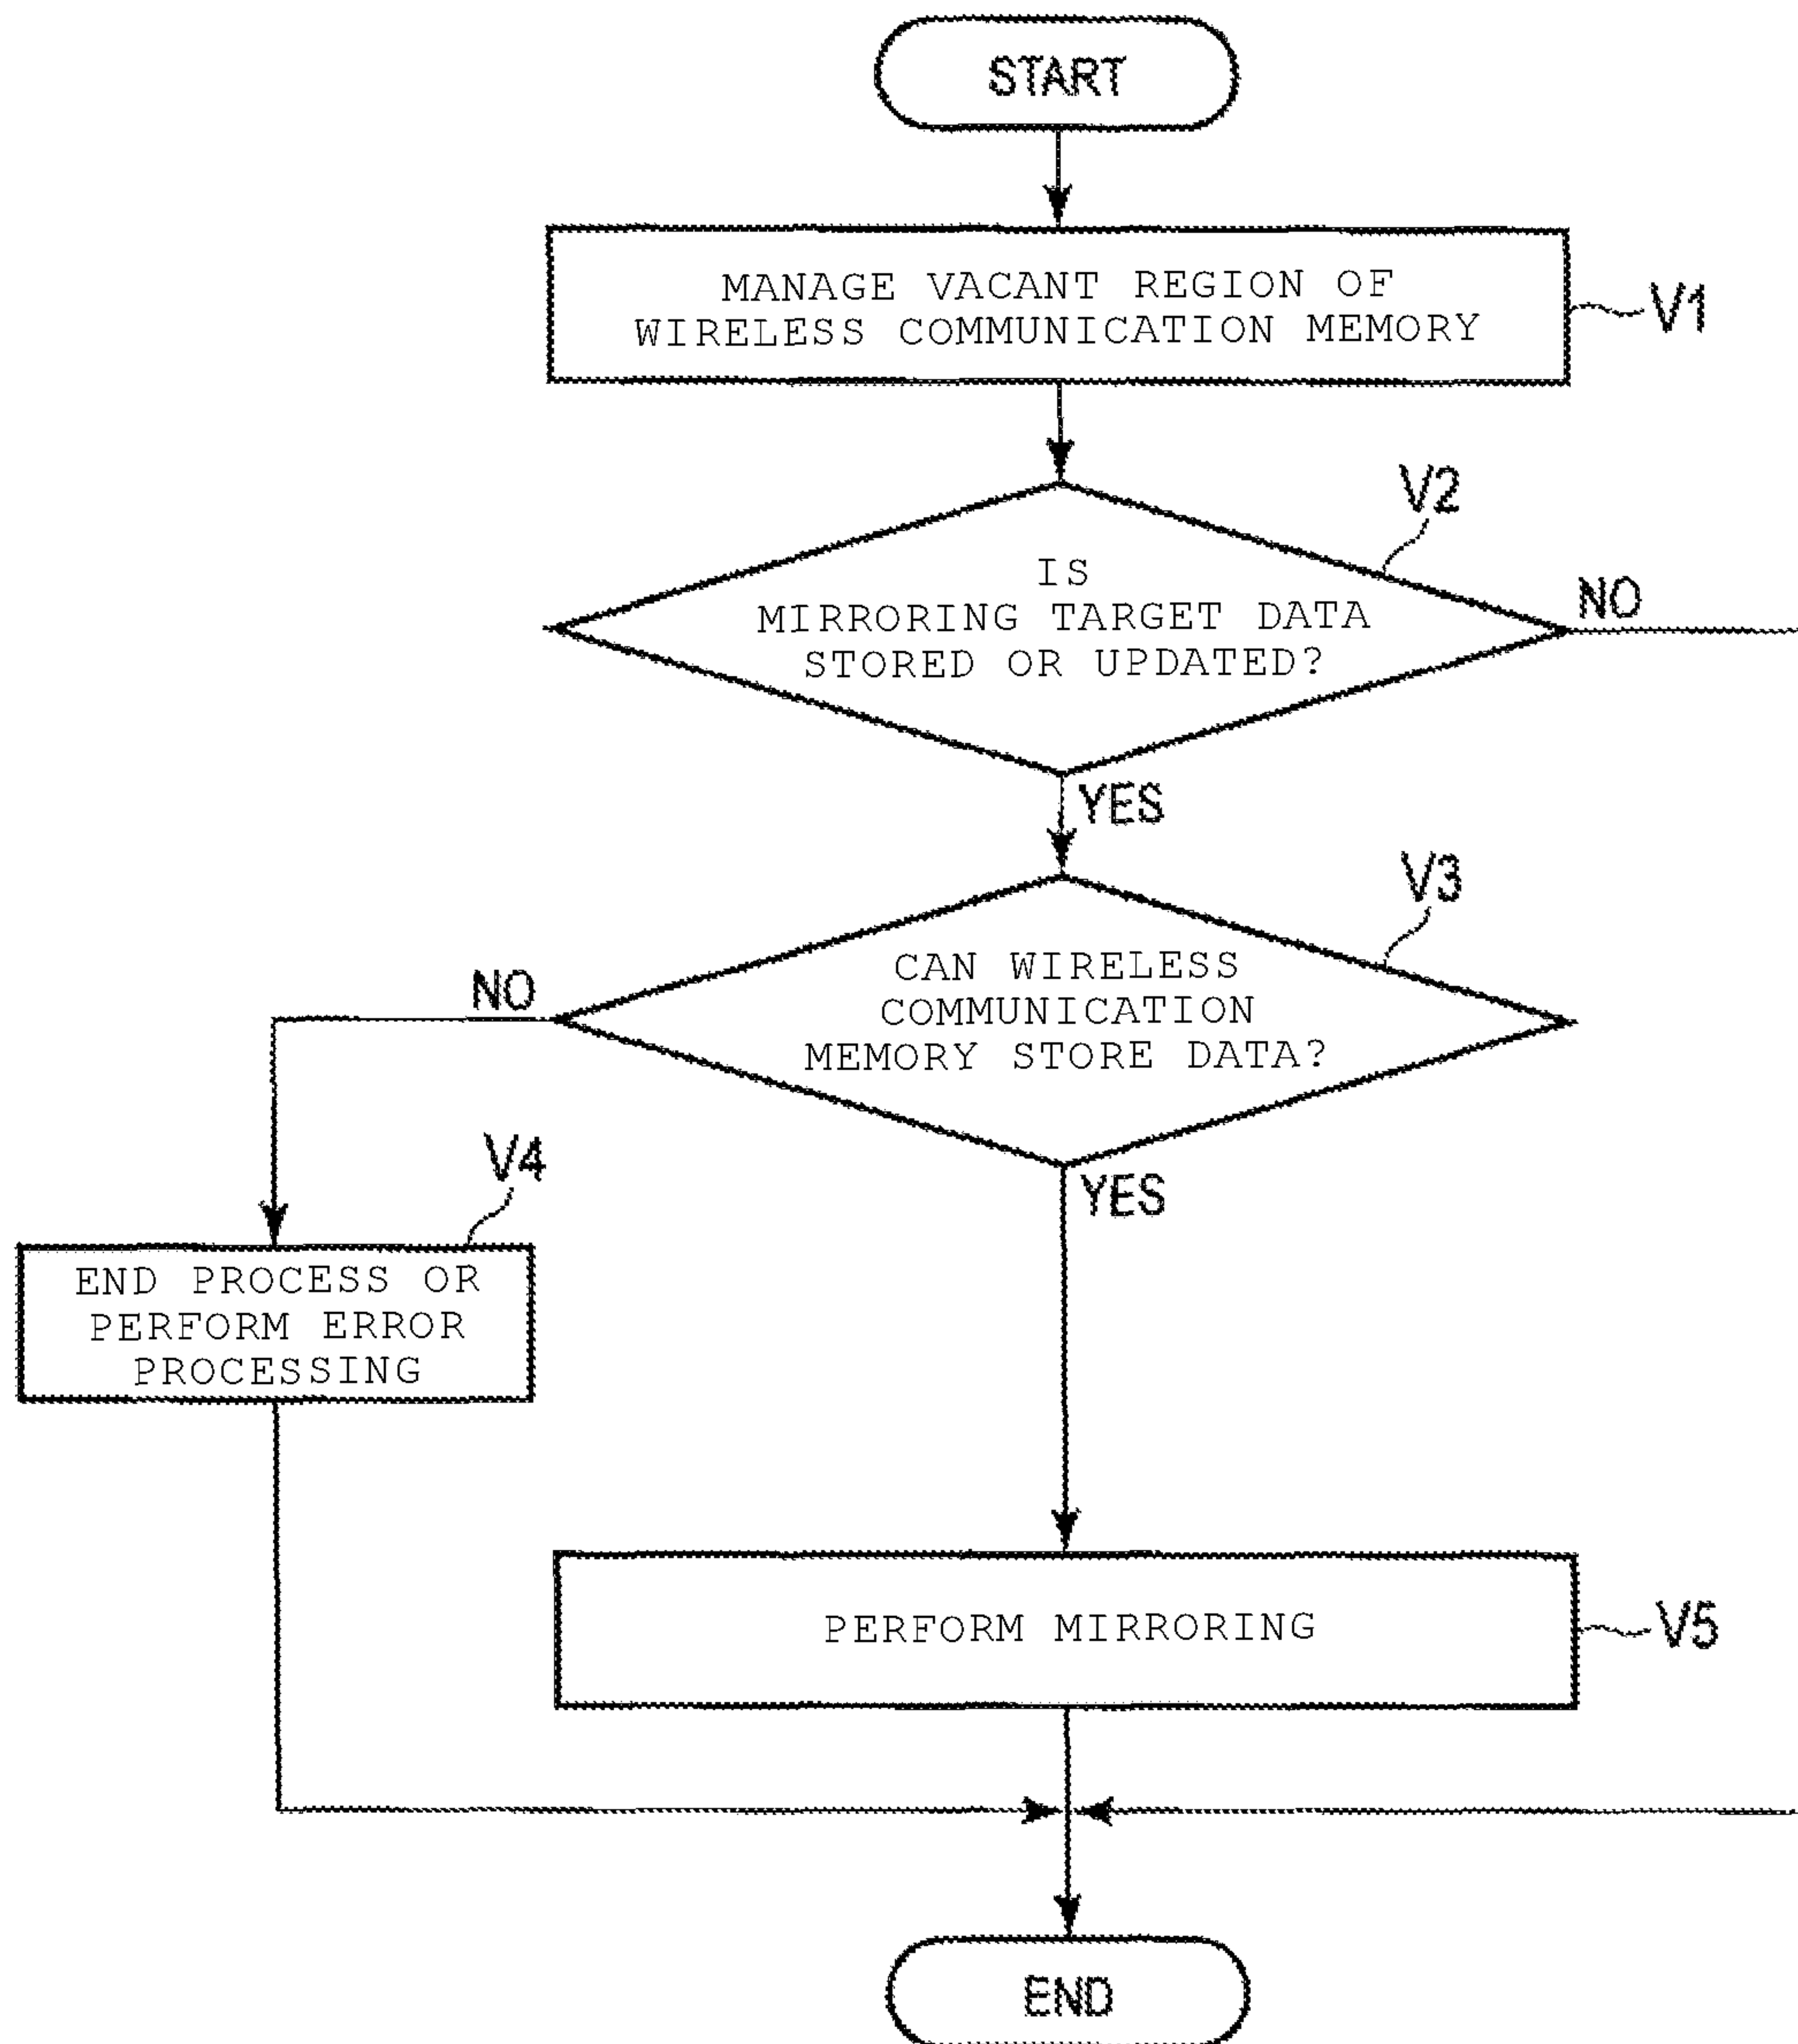 START
MANAGE VACANT REGION OF
WIRELESS COMMUNICATION MEMORY
V1
V2
IS
MIRRORING TARGET DATA
STORED OR UPDATED?
NO
YES
V3
CAN WIRELESS
COMMUNICATION
MEMORY STORE DATA?
NO
YES
V4
END PROCESS OR
PERFORM ERROR
PROCESSING
PERFORM MIRRORING
V5
END